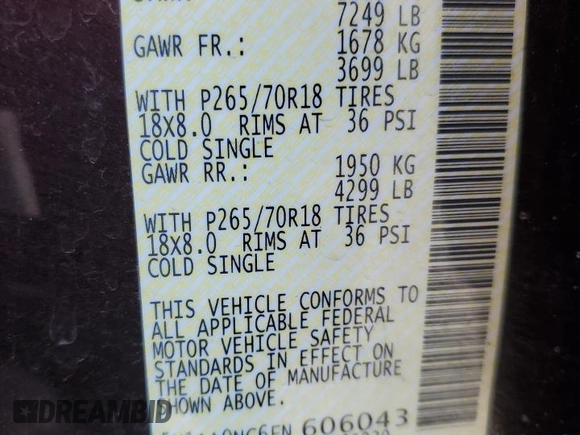 7249 LB
GAWR FR.: 1678 KG
3699 LB
WITH P265/70R18 TIRES
18X8.0 RIMS AT 36 PSI
COLD SINGLE
GAWR RR.: 1950 KG
4299 LB
WITH P265/70R18 TIRES
18X8.0 RIMS AT 36 PSI
COLD SINGLE
THIS VEHICLE CONFORMS TO
ALL APPLICABLE FEDERAL
MOTOR VEHICLE SAFETY
STANDARDS IN EFFECT ON
THE DATE OF MANUFACTURE
SHOWN ABOVE.
606043
DREAMBID